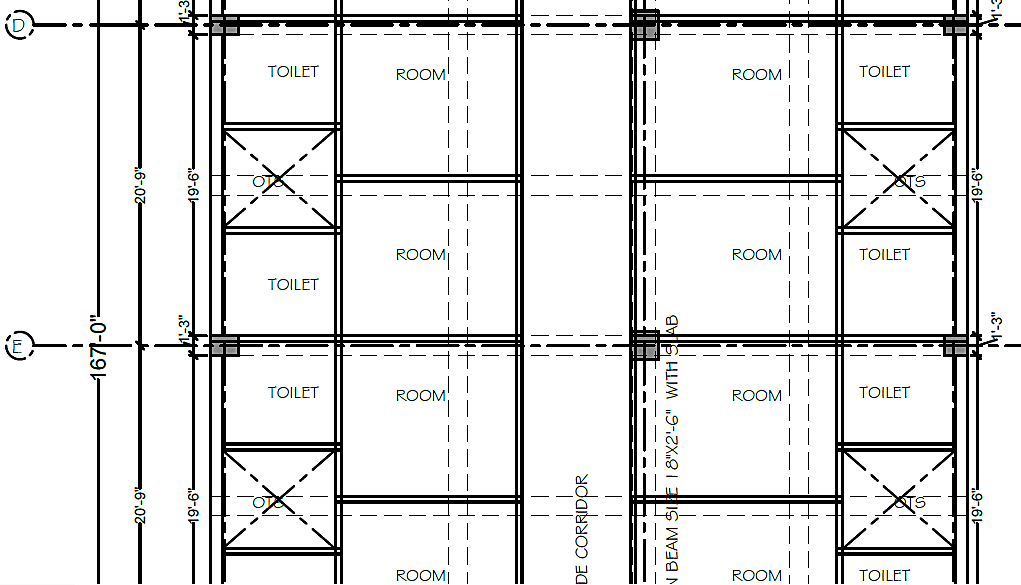 1'-3
1'-3
D
TOILET
ROOM
ROOM
TOILET
OTS
OTS
20'-9"
19'-6"
19'-6"
ROOM
ROOM
TOILET
TOILET
1'-3"
1'-3"
E
167'-0"
TOILET
ROOM
ROOM
TOILET
OTS
OTS
20'-9"
19'-6"
19'-6"
DE CORRIDOR
N BEAM SIZE 18"X2'-6" WITH SLAB
ROOM
ROOM
TOILET